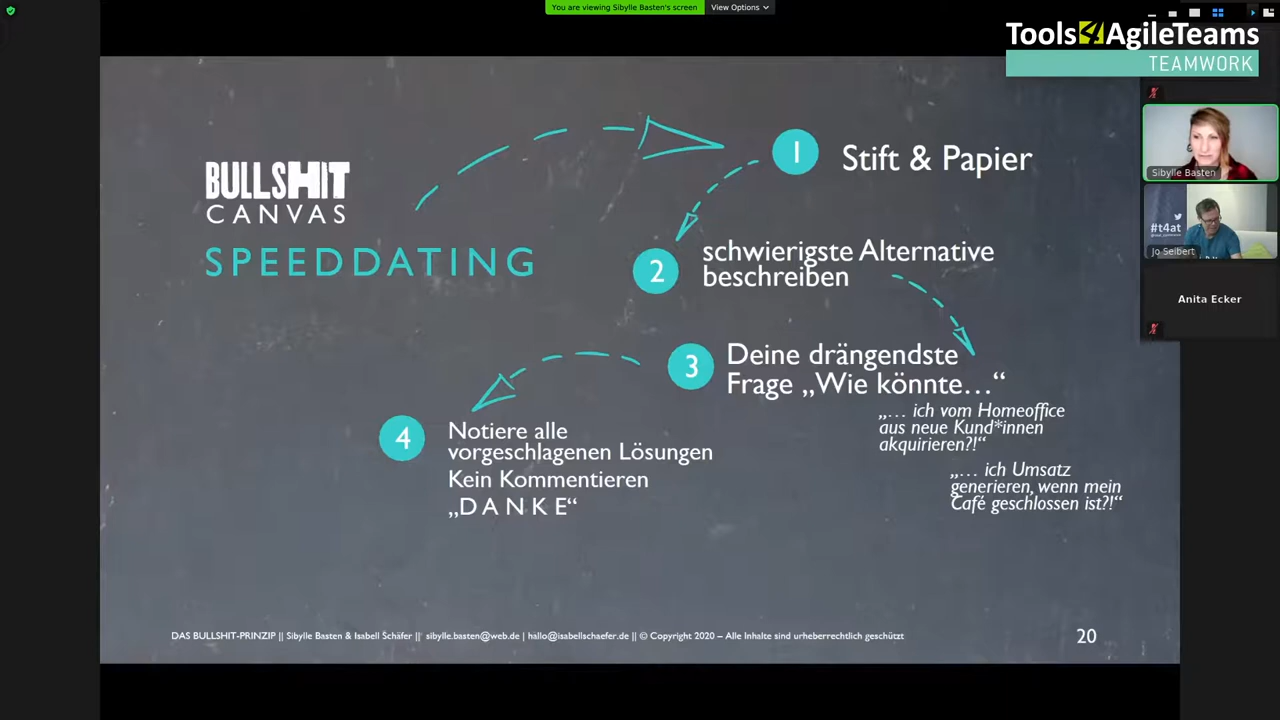 You are viewing Sibylle Basten's screen
View Options
Tools4AgileTeams
TEAMWORK
BULLSHIT
CANVAS
SPEEDDATING
1
Stift & Papier
2
schwierigste Alternative
beschreiben
3
Deine drängendste
Frage „Wie könnte…“
„… ich vom Homeoffice
aus neue Kund*innen
akquirieren?!“
„… ich Umsatz
generieren, wenn mein
Café geschlossen ist?!“
4
Notiere alle
vorgeschlagenen Lösungen
Kein Kommentieren
„D A N K E“
Sibylle Basten
#t4at
Jo Seibert
Anita Ecker
DAS BULLSHIT-PRINZIP || Sibylle Basten & Isabell Schäfer || sibylle.basten@web.de | hallo@isabellschaefer.de || © Copyright 2020 – Alle Inhalte sind urheberrechtlich geschützt
20